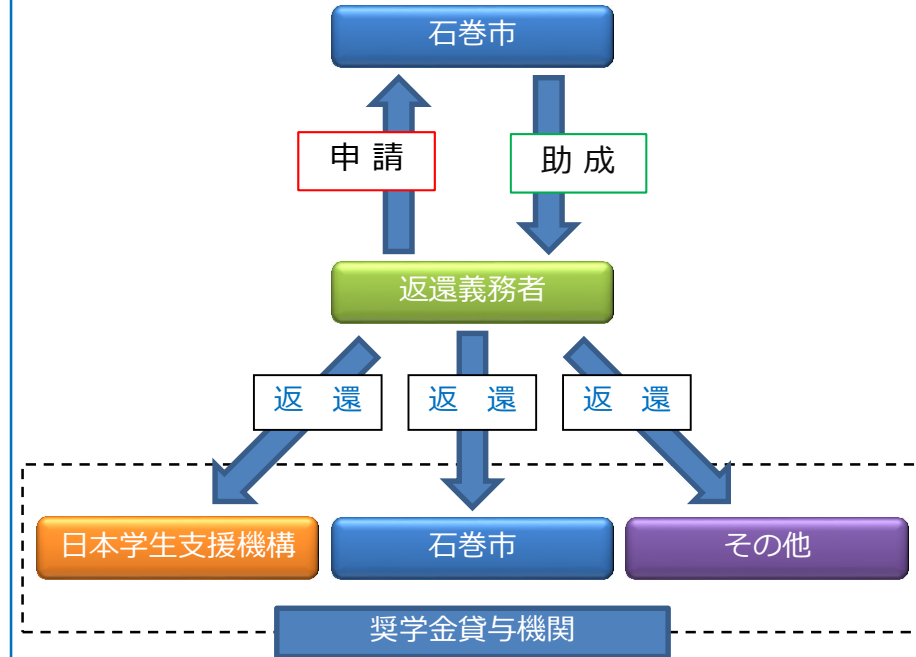 石巻市
申 請
助 成
返還義務者
返　還
返　還
返　還
日本学生支援機構
石巻市
その他
奨学金貸与機関